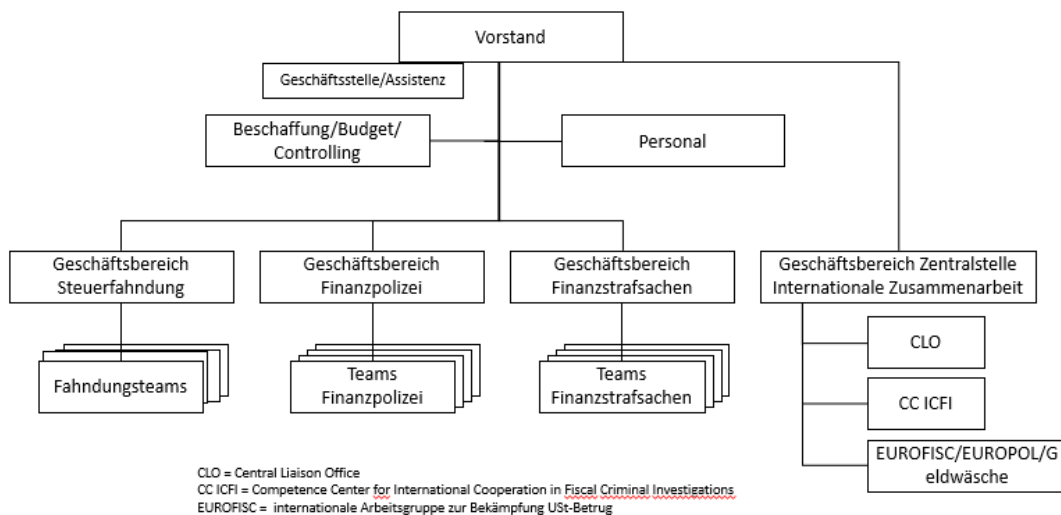 Vorstand
Geschäftsstelle/Assistenz
Beschaffung/Budget/
Controlling
Personal
Geschäftsbereich
Steuerfahndung
Geschäftsbereich
Finanzpolizei
Geschäftsbereich
Finanzstrafsachen
Geschäftsbereich Zentralstelle
Internationale Zusammenarbeit
Fahndungsteams
Teams
Finanzpolizei
Teams
Finanzstrafsachen
CLO
CC ICFI
EUROFISC/EUROPOL/G
eldwäsche
CLO = Central Liaison Office
CC ICFI = Competence Center for International Cooperation in Fiscal Criminal Investigations
EUROFISC = internationale Arbeitsgruppe zur Bekämpfung USt-Betrug